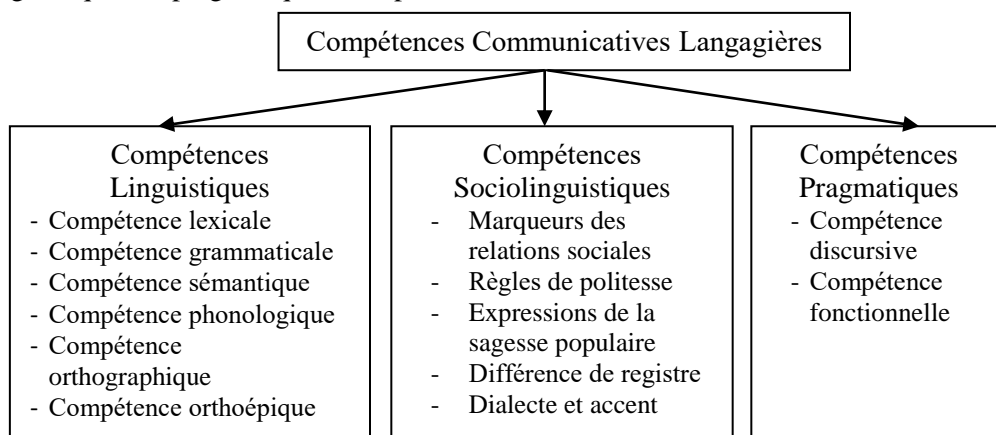 Compétences Communicatives Langagières
Compétences
Linguistiques
- Compétence lexicale
- Compétence grammaticale
- Compétence sémantique
- Compétence phonologique
- Compétence
orthographique
- Compétence orthoépique
Compétences
Sociolinguistiques
- Marqueurs des
relations sociales
- Règles de politesse
- Expressions de la
sagesse populaire
- Différence de registre
- Dialecte et accent
Compétences
Pragmatiques
- Compétence
discursive
- Compétence
fonctionnelle